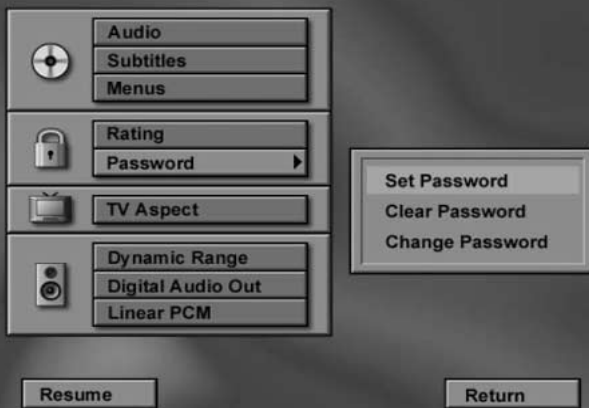 Audio
Subtitles
Menus
Rating
Password
TV Aspect
Dynamic Range
Digital Audio Out
Linear PCM
Set Password
Clear Password
Change Password
Resume
Return